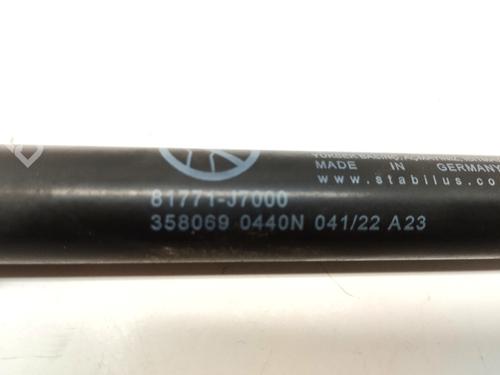 81771-J7000
358069 0440N 041/22 A23
MADE IN GERMANY
www.stabilus.co